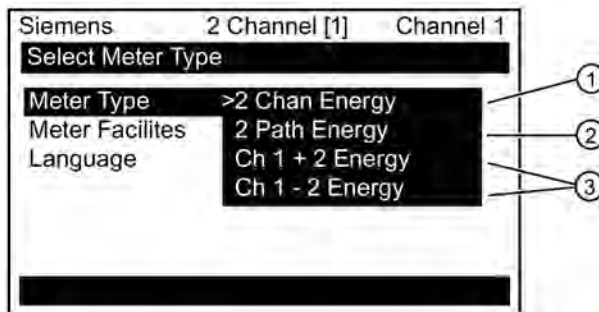 Siemens 2 Channel [1] Channel 1
Select Meter Type
Meter Type >2 Chan Energy 1
Meter Facilites 2 Path Energy 2
Language Ch 1 + 2 Energy
Ch 1 - 2 Energy 3